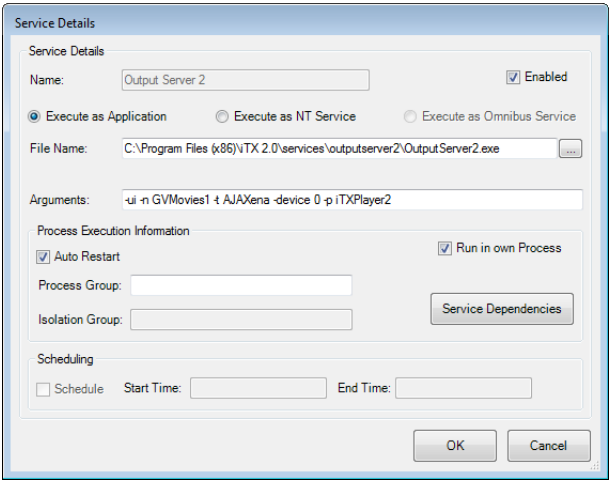 Service Details
Service Details
Name: Output Server 2 Enabled
Execute as Application Execute as NT Service Execute as Omnibus Service
File Name: C:\Program Files (x86)\iTX 2.0\services\outputserver2\OutputServer2.exe ...
Arguments: -ui -n GVMovies1 -t AJAXena -device 0 -p iTXPlayer2
Process Execution Information
Auto Restart Run in own Process
Process Group:
Isolation Group: Service Dependencies
Scheduling
Schedule Start Time: End Time:
OK Cancel